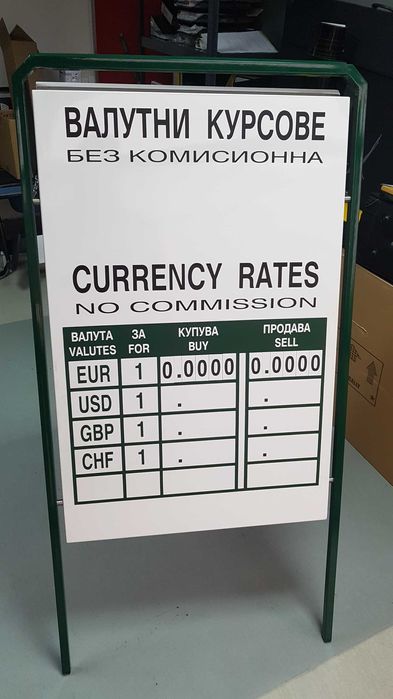 ВАЛУТНИ КУРСОВЕ
БЕЗ КОМИСИОННА
CURRENCY RATES
NO COMMISSION
ВАЛУТА ЗА КУПУВА ПРОДАВА
VALUTES FOR BUY SELL
EUR 1 0.0000 0.0000
USD 1 . .
GBP 1 . .
CHF 1 . .